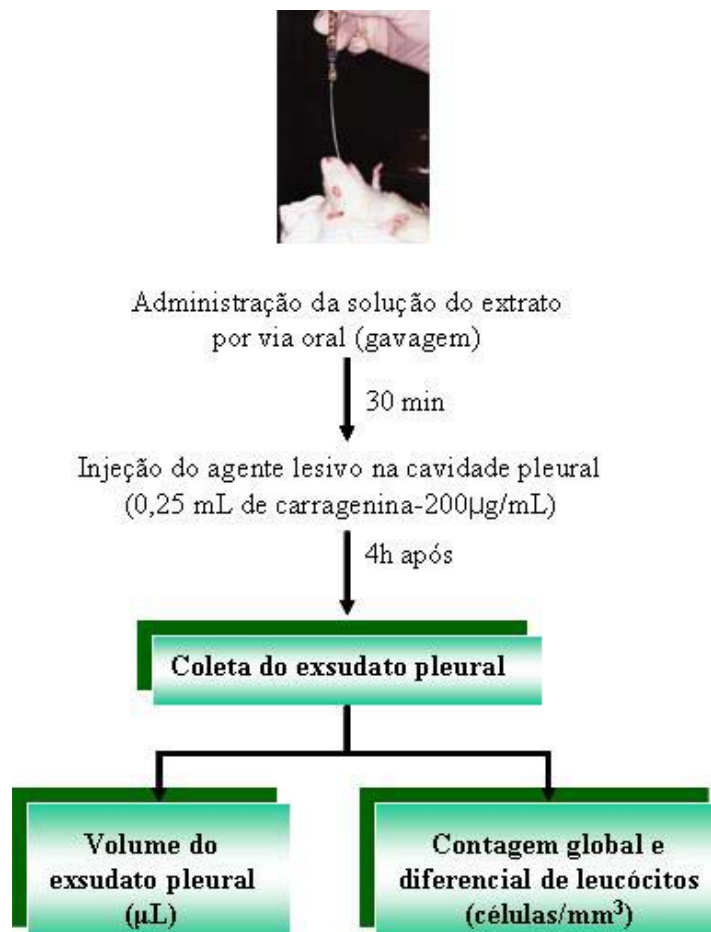 Administração da solução do extrato
por via oral (gavagem)
30 min
Injeção do agente lesivo na cavidade pleural
(0,25 mL de carragenina-200µg/mL)
4h após
Coleta do exsudato pleural
Volume do
exsudato pleural
(µL)
Contagem global e
diferencial de leucócitos
(células/mm³)